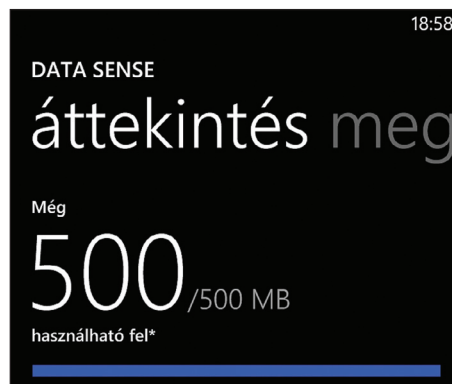 18:58
DATA SENSE
áttekintés meg
Még
500/500 MB
használható fel*